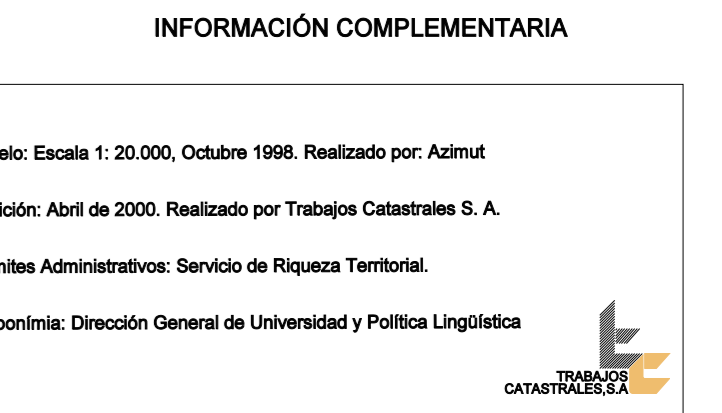 INFORMACIÓN COMPLEMENTARIA
elo: Escala 1: 20.000, Octubre 1998. Realizado por: Azimut
ición: Abril de 2000. Realizado por Trabajos Catastrales S. A.
nites Administrativos: Servicio de Riqueza Territorial.
ponímia: Dirección General de Universidad y Política Lingüística
TRABAJOS
CATASTRALES,S.A